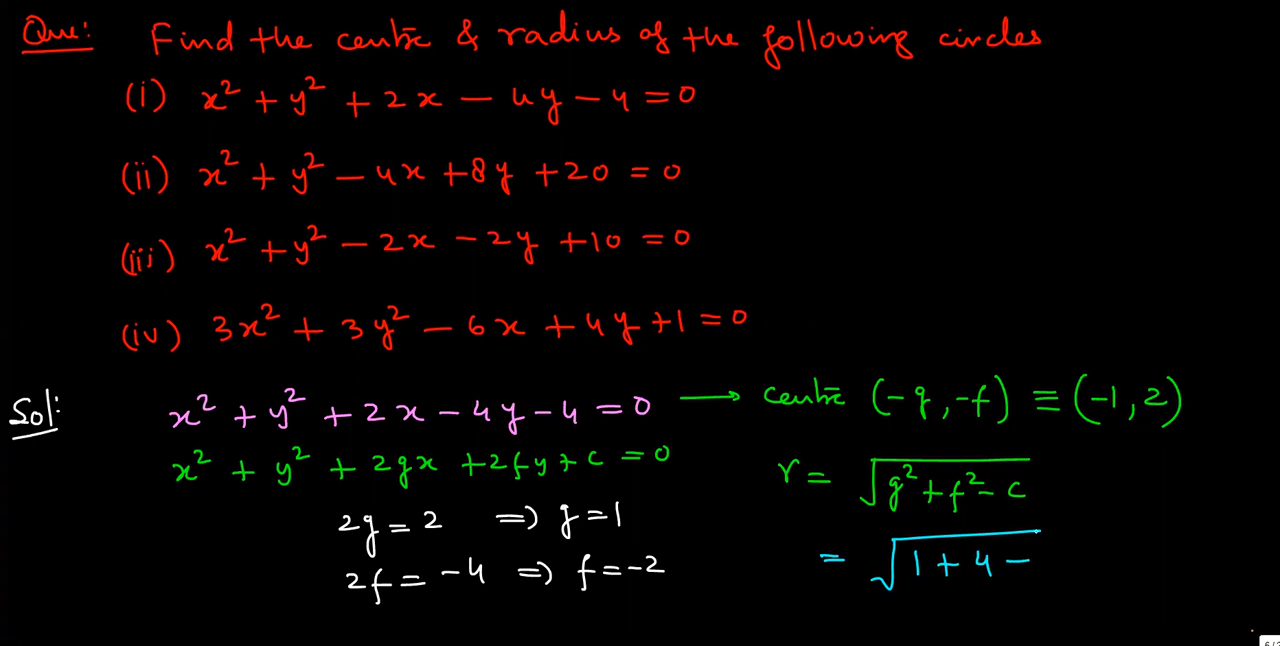 Que: Find the centre & radius of the following circles
(i) x² + y² + 2x - 4y - 4 = 0
(ii) x² + y² - 4x + 8y + 20 = 0
(iii) x² + y² - 2x - 2y + 10 = 0
(iv) 3x² + 3y² - 6x + 4y + 1 = 0
Sol: x² + y² + 2x - 4y - 4 = 0 → centre (-g, -f) ≡ (-1, 2)
x² + y² + 2gx + 2fy + c = 0
r = √(g² + f² - c)
2g = 2 ⇒ g = 1
2f = -4 ⇒ f = -2
= √(1 + 4 -